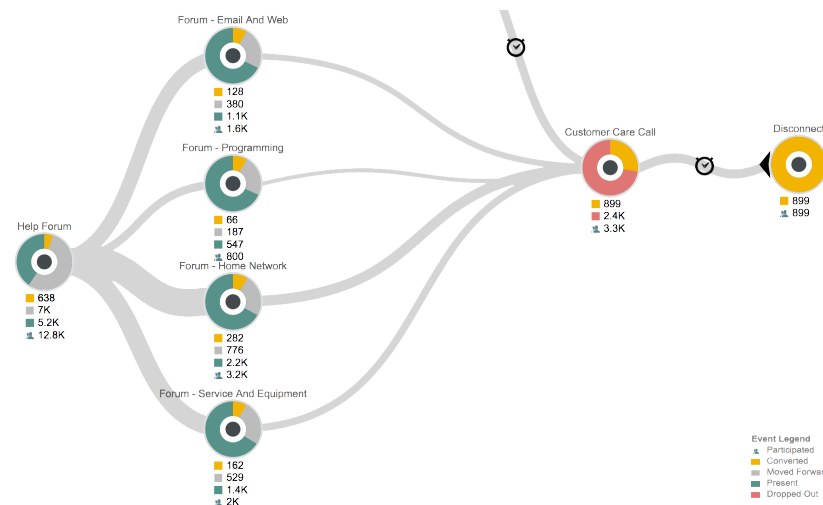 Forum - Email And Web
128
380
1.1K
1.6K
Customer Care Call
899
2.4K
3.3K
Disconnect
899
899
Forum - Programming
66
187
547
800
Help Forum
638
7K
5.2K
12.8K
Forum - Home Network
282
776
2.2K
3.2K
Forum - Service And Equipment
162
529
1.4K
2K
Event Legend
Participated
Converted
Moved Forwa
Present
Dropped Out